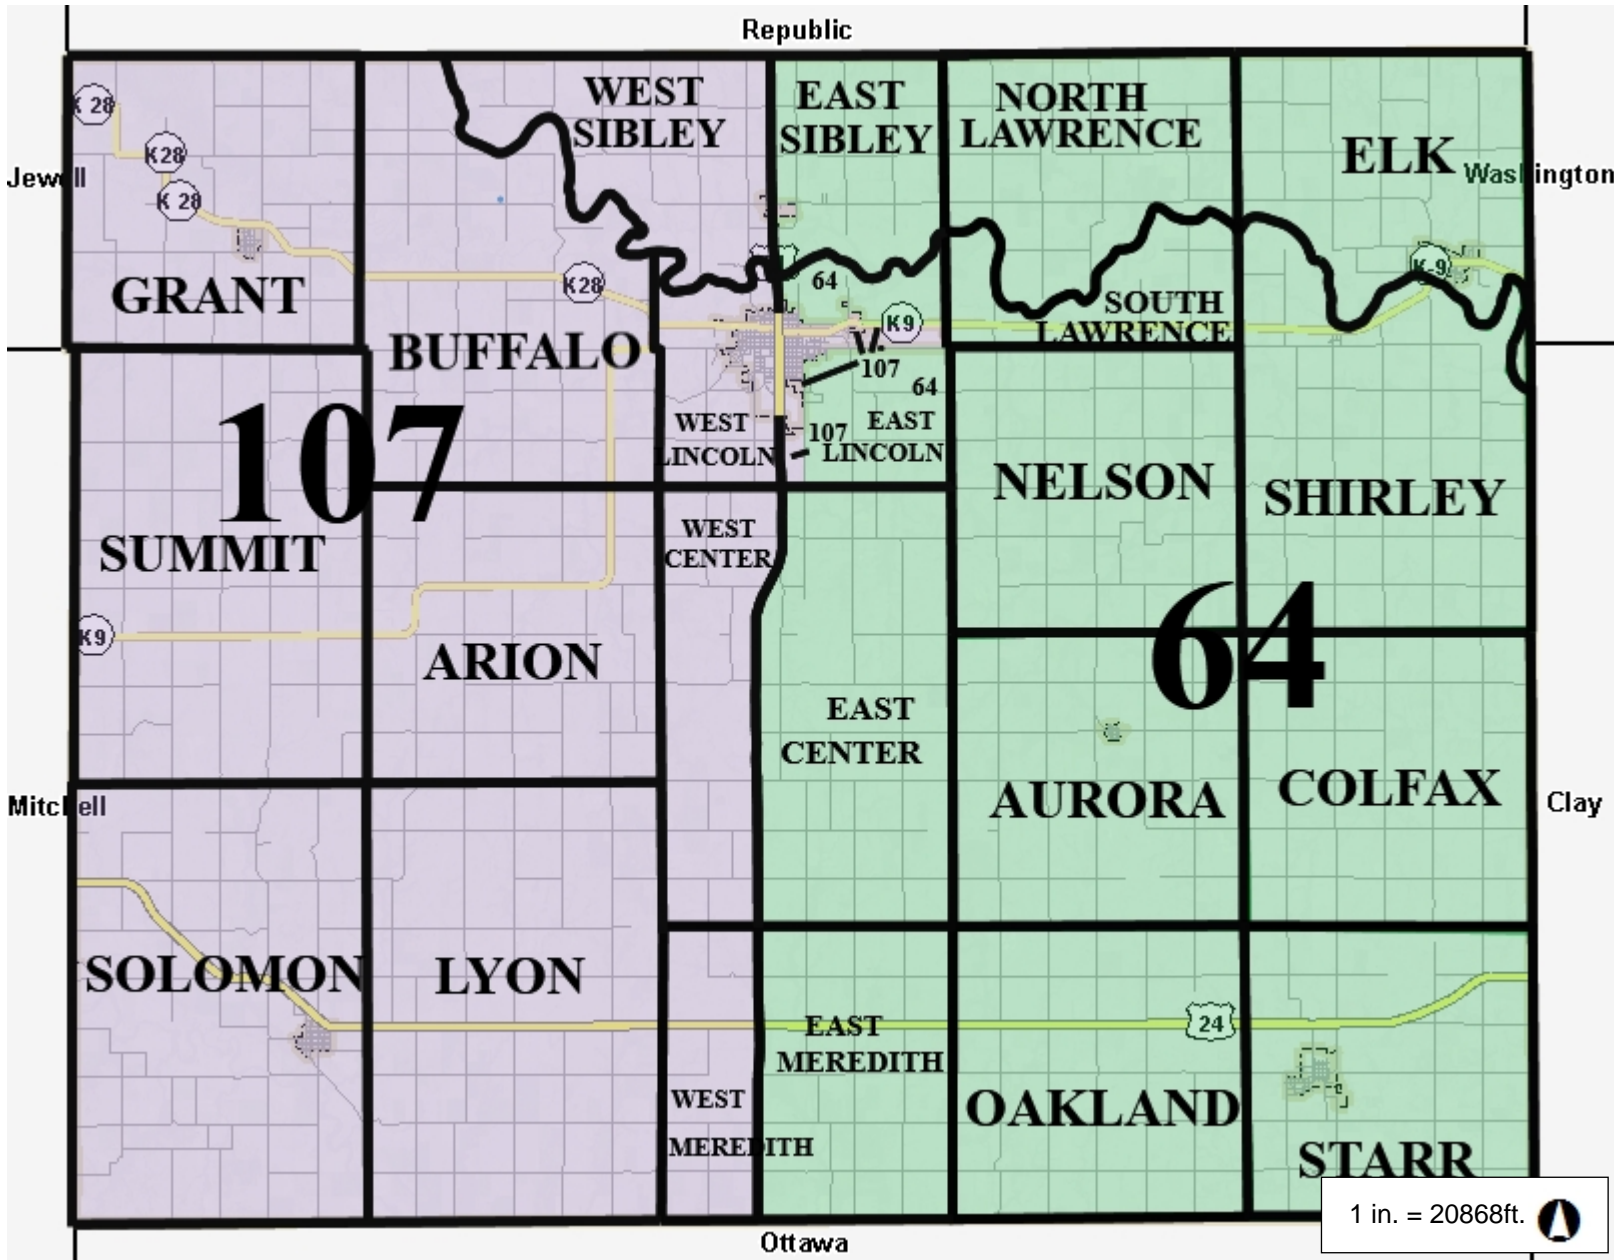 Republic
WEST
SIBLEY
EAST
SIBLEY
NORTH
LAWRENCE
ELK
K 28
K28
K 28
Jewell
Washington
GRANT
K28
64
K-9
SOUTH
LAWRENCE
K9
BUFFALO
107
64
107
WEST
LINCOLN
107
EAST
LINCOLN
NELSON
SHIRLEY
SUMMIT
WEST
CENTER
K9
ARION
64
EAST
CENTER
AURORA
COLFAX
Mitchell
Clay
SOLOMON
LYON
24
EAST
MEREDITH
WEST
MEREDITH
OAKLAND
STARR
1 in. = 20868ft.
Ottawa